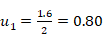 u₁ = 1.6/2 = 0.80